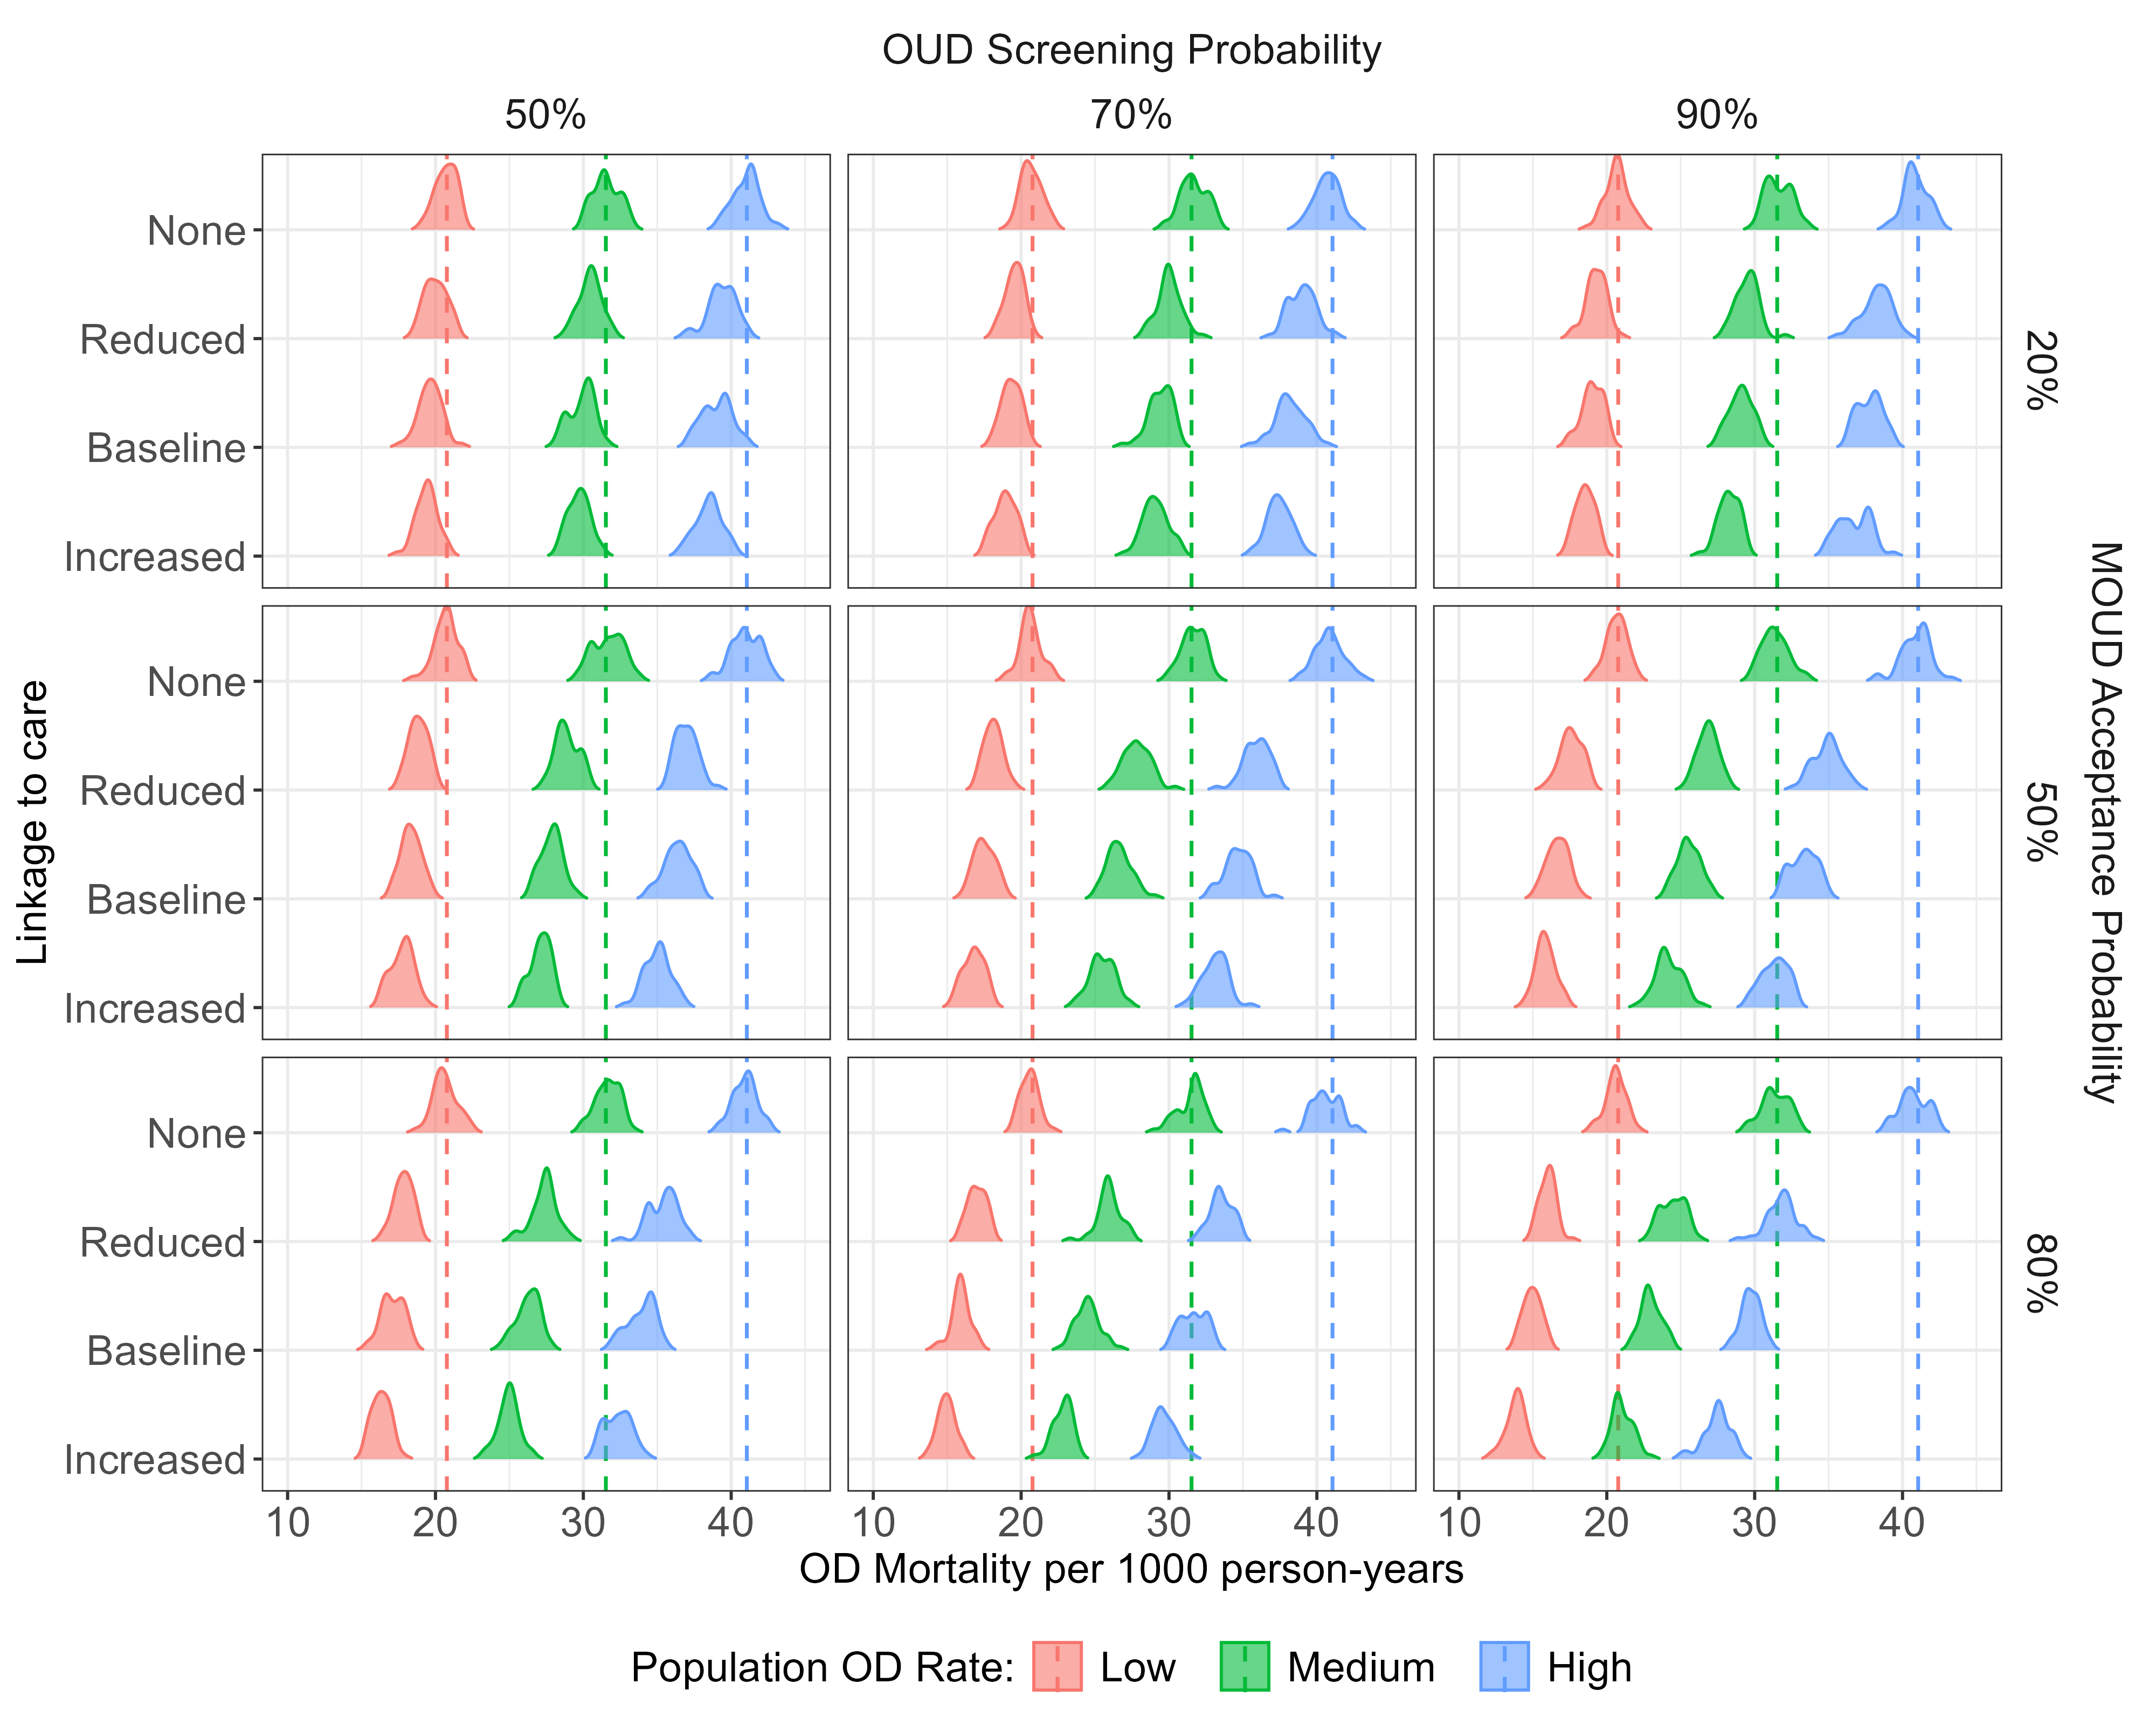 OUD Screening Probability
50% 70% 90%
None
Reduced
Baseline
Increased
20%
None
Reduced
Baseline
Increased
50%
None
Reduced
Baseline
Increased
80%
Linkage to care
MOUD Acceptance Probability
10 20 30 40 10 20 30 40 10 20 30 40
OD Mortality per 1000 person-years
Population OD Rate: Low Medium High